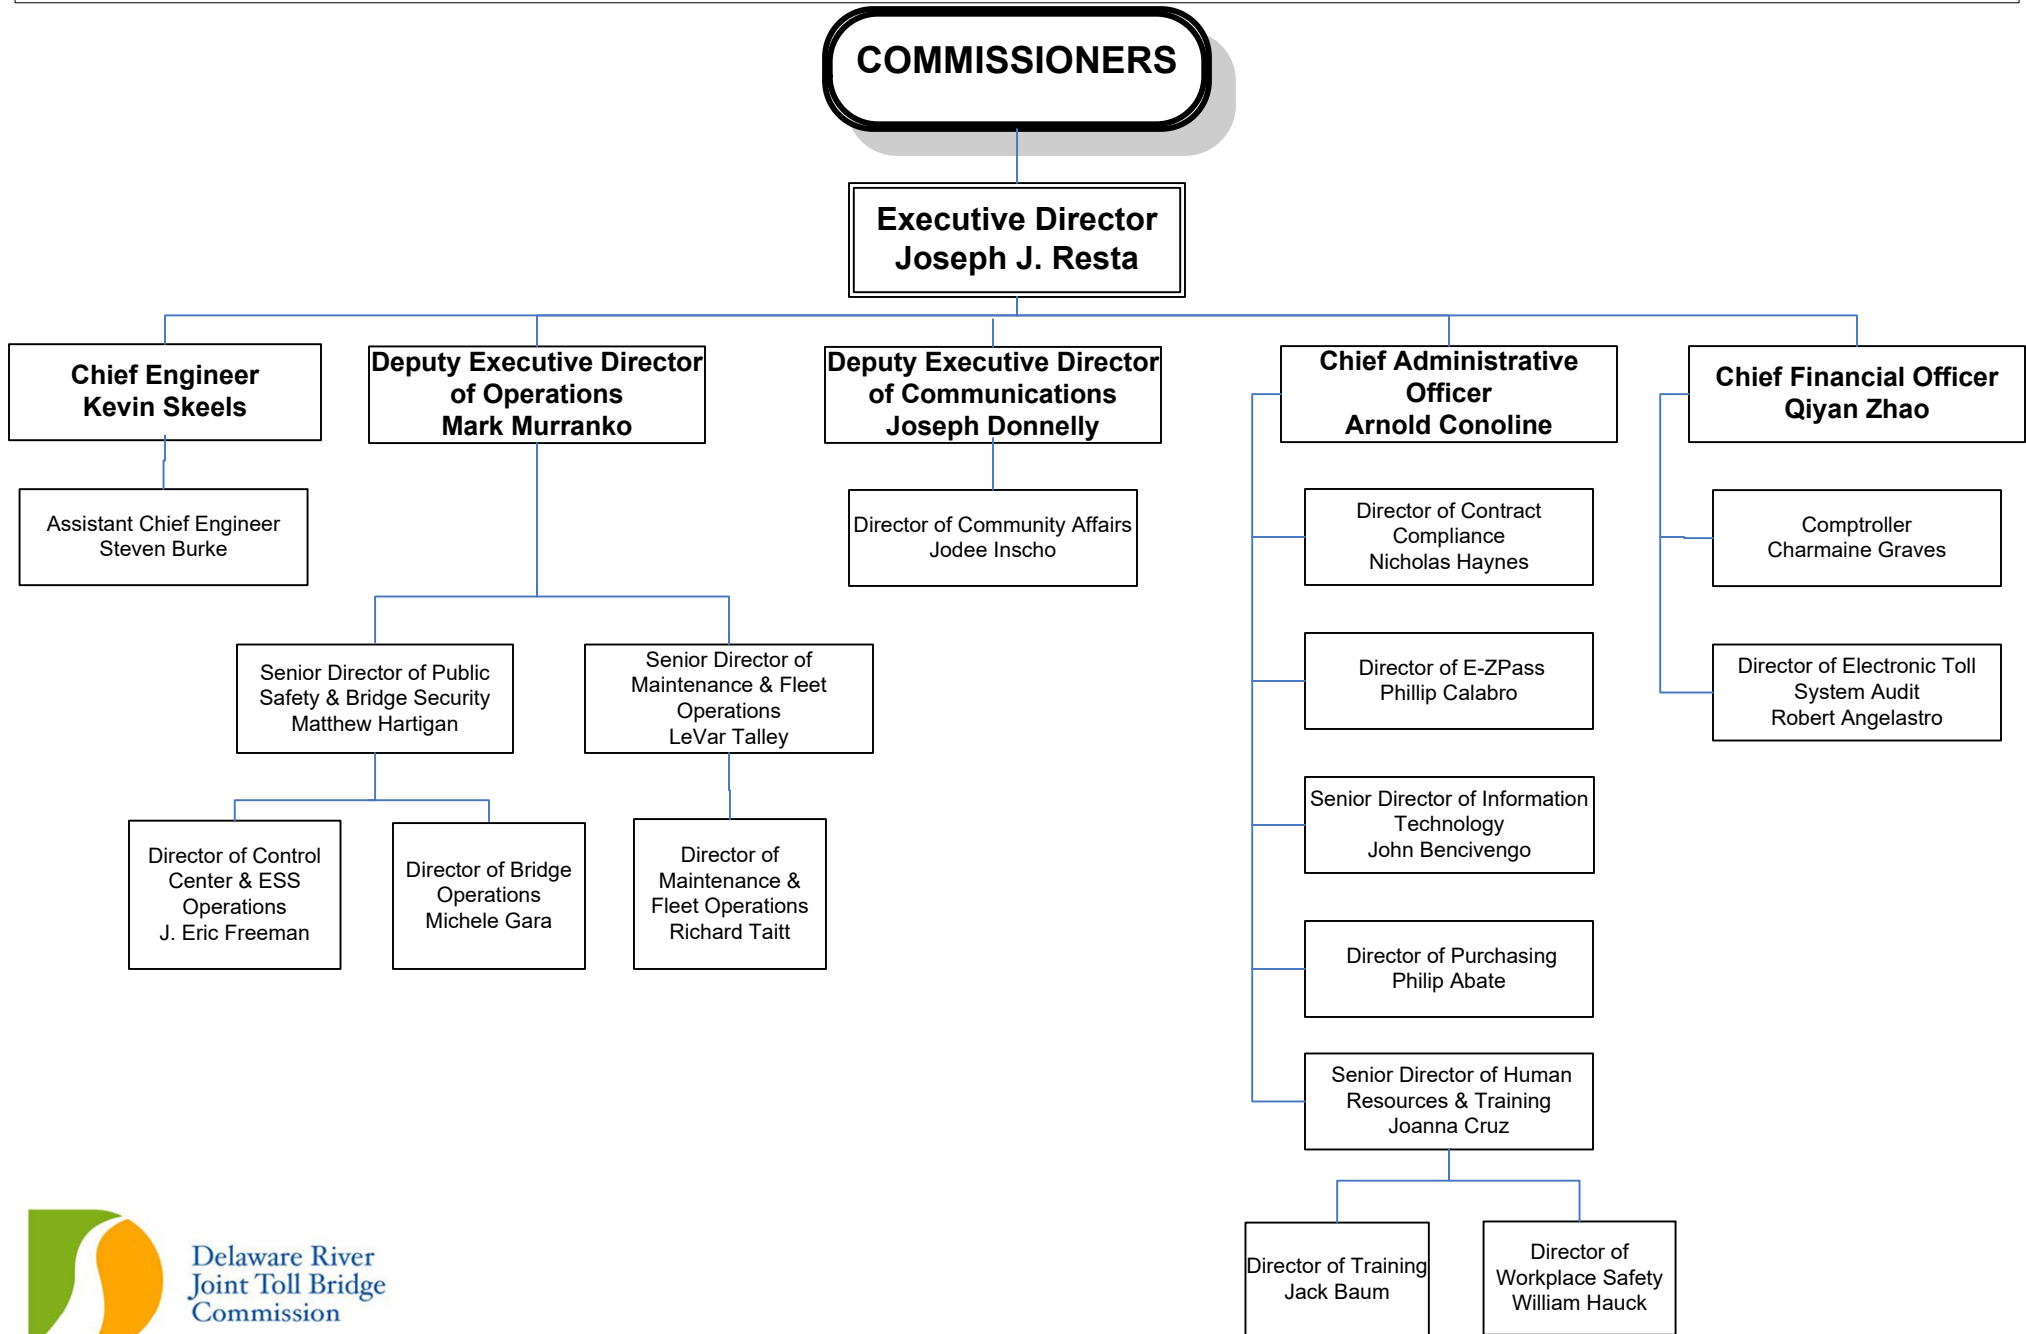 COMMISSIONERS
Executive Director
Joseph J. Resta
Chief Engineer
Kevin Skeels
Deputy Executive Director
of Operations
Mark Murranko
Deputy Executive Director
of Communications
Joseph Donnelly
Chief Administrative
Officer
Arnold Conoline
Chief Financial Officer
Qiyan Zhao
Assistant Chief Engineer
Steven Burke
Director of Community Affairs
Jodee Inscho
Director of Contract
Compliance
Nicholas Haynes
Comptroller
Charmaine Graves
Senior Director of Public
Safety & Bridge Security
Matthew Hartigan
Senior Director of
Maintenance & Fleet
Operations
LeVar Talley
Director of E-ZPass
Phillip Calabro
Director of Electronic Toll
System Audit
Robert Angelastro
Senior Director of Information
Technology
John Bencivengo
Director of Control
Center & ESS
Operations
J. Eric Freeman
Director of Bridge
Operations
Michele Gara
Director of
Maintenance &
Fleet Operations
Richard Taitt
Director of Purchasing
Philip Abate
Senior Director of Human
Resources & Training
Joanna Cruz
Director of Training
Jack Baum
Director of
Workplace Safety
William Hauck
Delaware River
Joint Toll Bridge
Commission